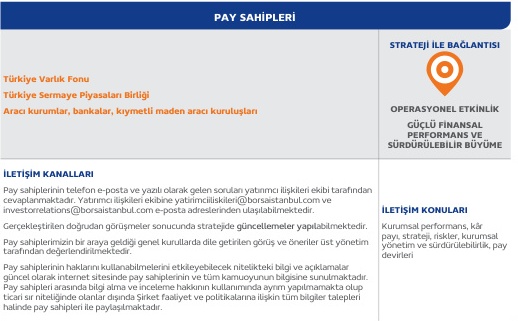 PAY SAHİPLERİ
Türkiye Varlık Fonu
Türkiye Sermaye Piyasaları Birliği
Aracı kurumlar, bankalar, kıymetli maden aracı kuruluşları
STRATEJİ İLE BAĞLANTISI
OPERASYONEL ETKİNLİK
GÜÇLÜ FİNANSAL
PERFORMANS VE
SÜRDÜRÜLEBİLİR BÜYÜME
İLETİŞİM KANALLARI
Pay sahiplerinin telefon e-posta ve yazılı olarak gelen soruları yatırımcı ilişkileri ekibi tarafından
cevaplanmaktadır. Yatırımcı ilişkileri ekibine yatirimciiliskileri@borsaistanbul.com ve
investorrelations@borsaistanbul.com e-posta adreslerinden ulaşılabilmektedir.
Gerçekleştirilen doğrudan görüşmeler sonucunda stratejide güncellemeler yapılabilmektedir.
Pay sahiplerimizin bir araya geldiği genel kurullarda dile getirilen görüş ve öneriler üst yönetim
tarafından değerlendirilmektedir.
Pay sahiplerinin haklarını kullanabilmelerini etkileyebilecek nitelikteki bilgi ve açıklamalar
güncel olarak internet sitesinde pay sahiplerinin ve tüm kamuoyunun bilgisine sunulmaktadır.
Pay sahipleri arasında bilgi alma ve inceleme hakkının kullanımında ayrım yapılmamakta olup
ticari sır niteliğinde olanlar dışında Şirket faaliyet ve politikalarına ilişkin tüm bilgiler talepleri
halinde pay sahipleri ile paylaşılmaktadır.
İLETİŞİM KONULARI
Kurumsal performans, kâr
payı, strateji, riskler, kurumsal
yönetim ve sürdürülebilirlik, pay
devirleri